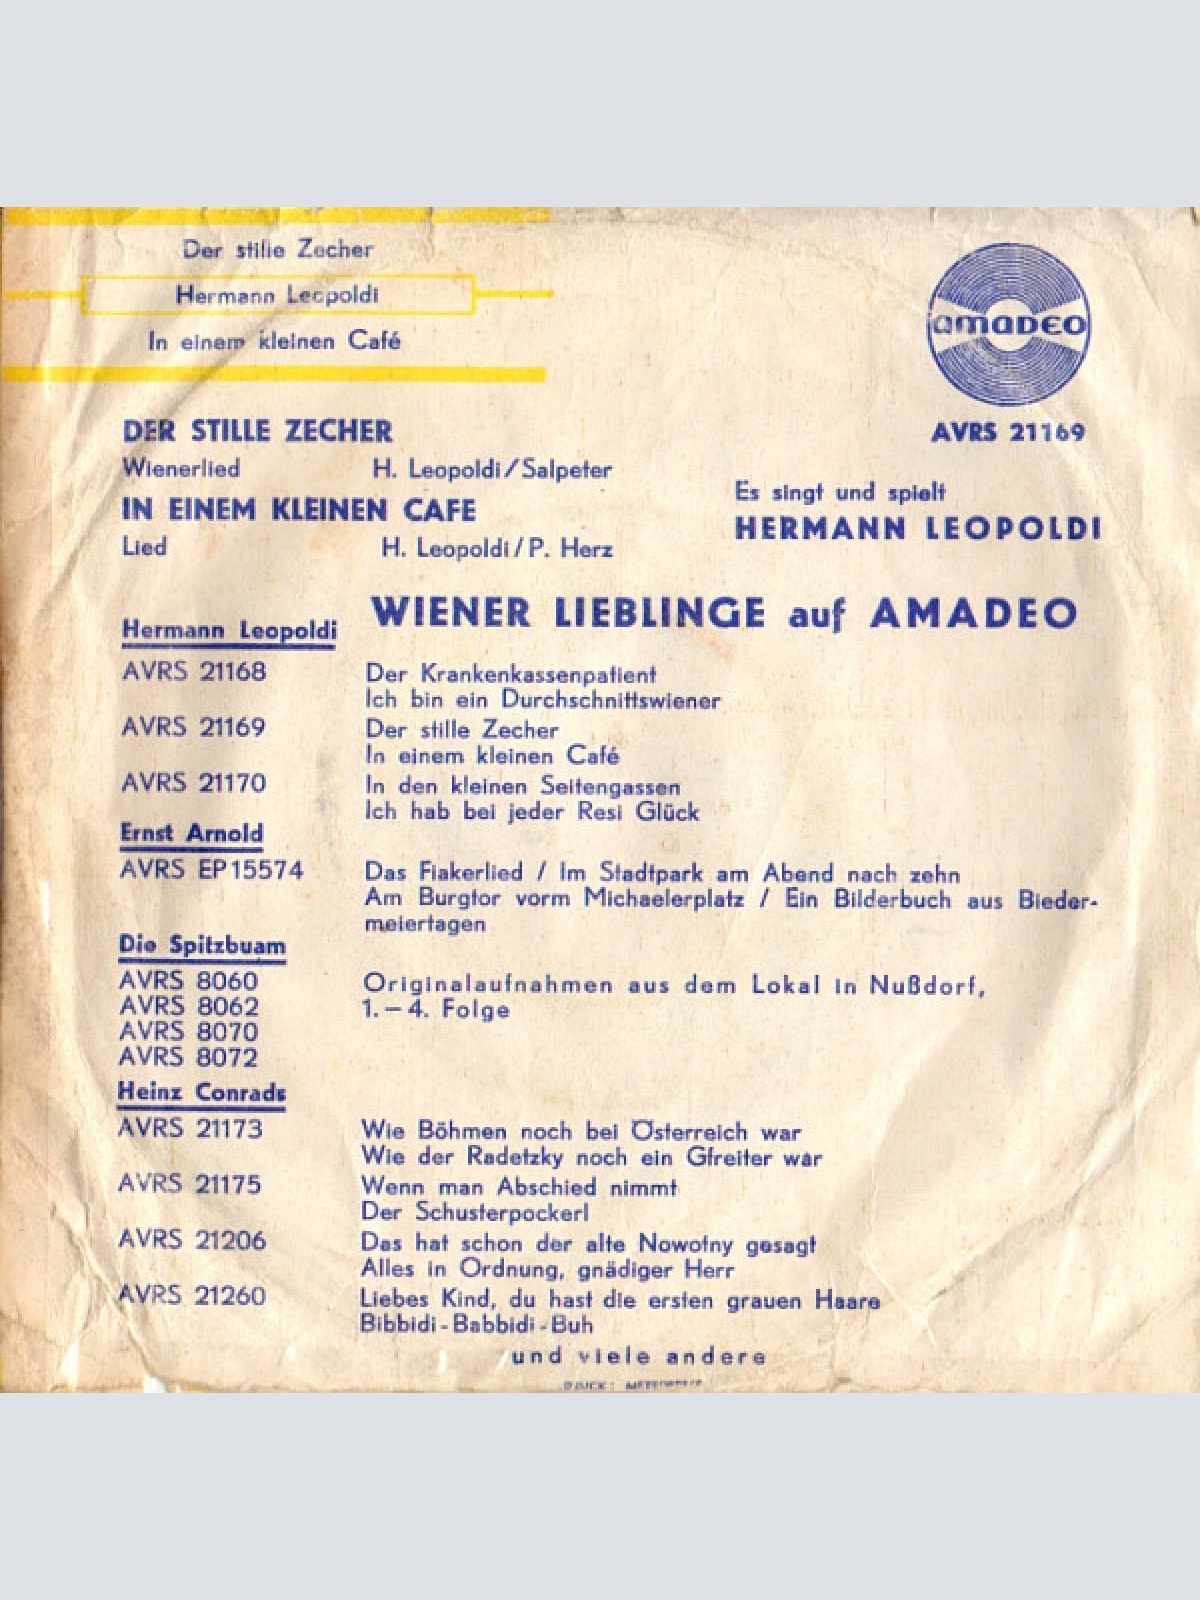 Der stille Zecher
Hermann Leopoldi
In einem kleinen Café
amadeo
AVRS 21169
DER STILLE ZECHER
Wienerlied H. Leopoldi/Salpeter
IN EINEM KLEINEN CAFE
Lied H. Leopoldi/P. Herz
Es singt und spielt
HERMANN LEOPOLDI
WIENER LIEBLINGE auf AMADEO
Hermann Leopoldi
AVRS 21168 Der Krankenkassenpatient
Ich bin ein Durchschnittswiener
AVRS 21169 Der stille Zecher
In einem kleinen Café
AVRS 21170 In den kleinen Seitengassen
Ich hab bei jeder Resi Glück
Ernst Arnold
AVRS EP 15574 Das Fiakerlied / Im Stadtpark am Abend nach zehn
Am Burgtor vorm Michaelerplatz / Ein Bilderbuch aus Bieder-
meiertagen
Die Spitzbuam
AVRS 8060 Originalaufnahmen aus dem Lokal in Nußdorf,
AVRS 8062 1. – 4. Folge
AVRS 8070
AVRS 8072
Heinz Conrads
AVRS 21173 Wie Böhmen noch bei Österreich war
Wie der Radetzky noch ein Gfreiter war
AVRS 21175 Wenn man Abschied nimmt
Der Schusterpockerl
AVRS 21206 Das hat schon der alte Nowotny gesagt
Alles in Ordnung, gnädiger Herr
AVRS 21260 Liebes Kind, du hast die ersten grauen Haare
Bibbidi-Babbidi-Buh
und viele andere
DRUCK: